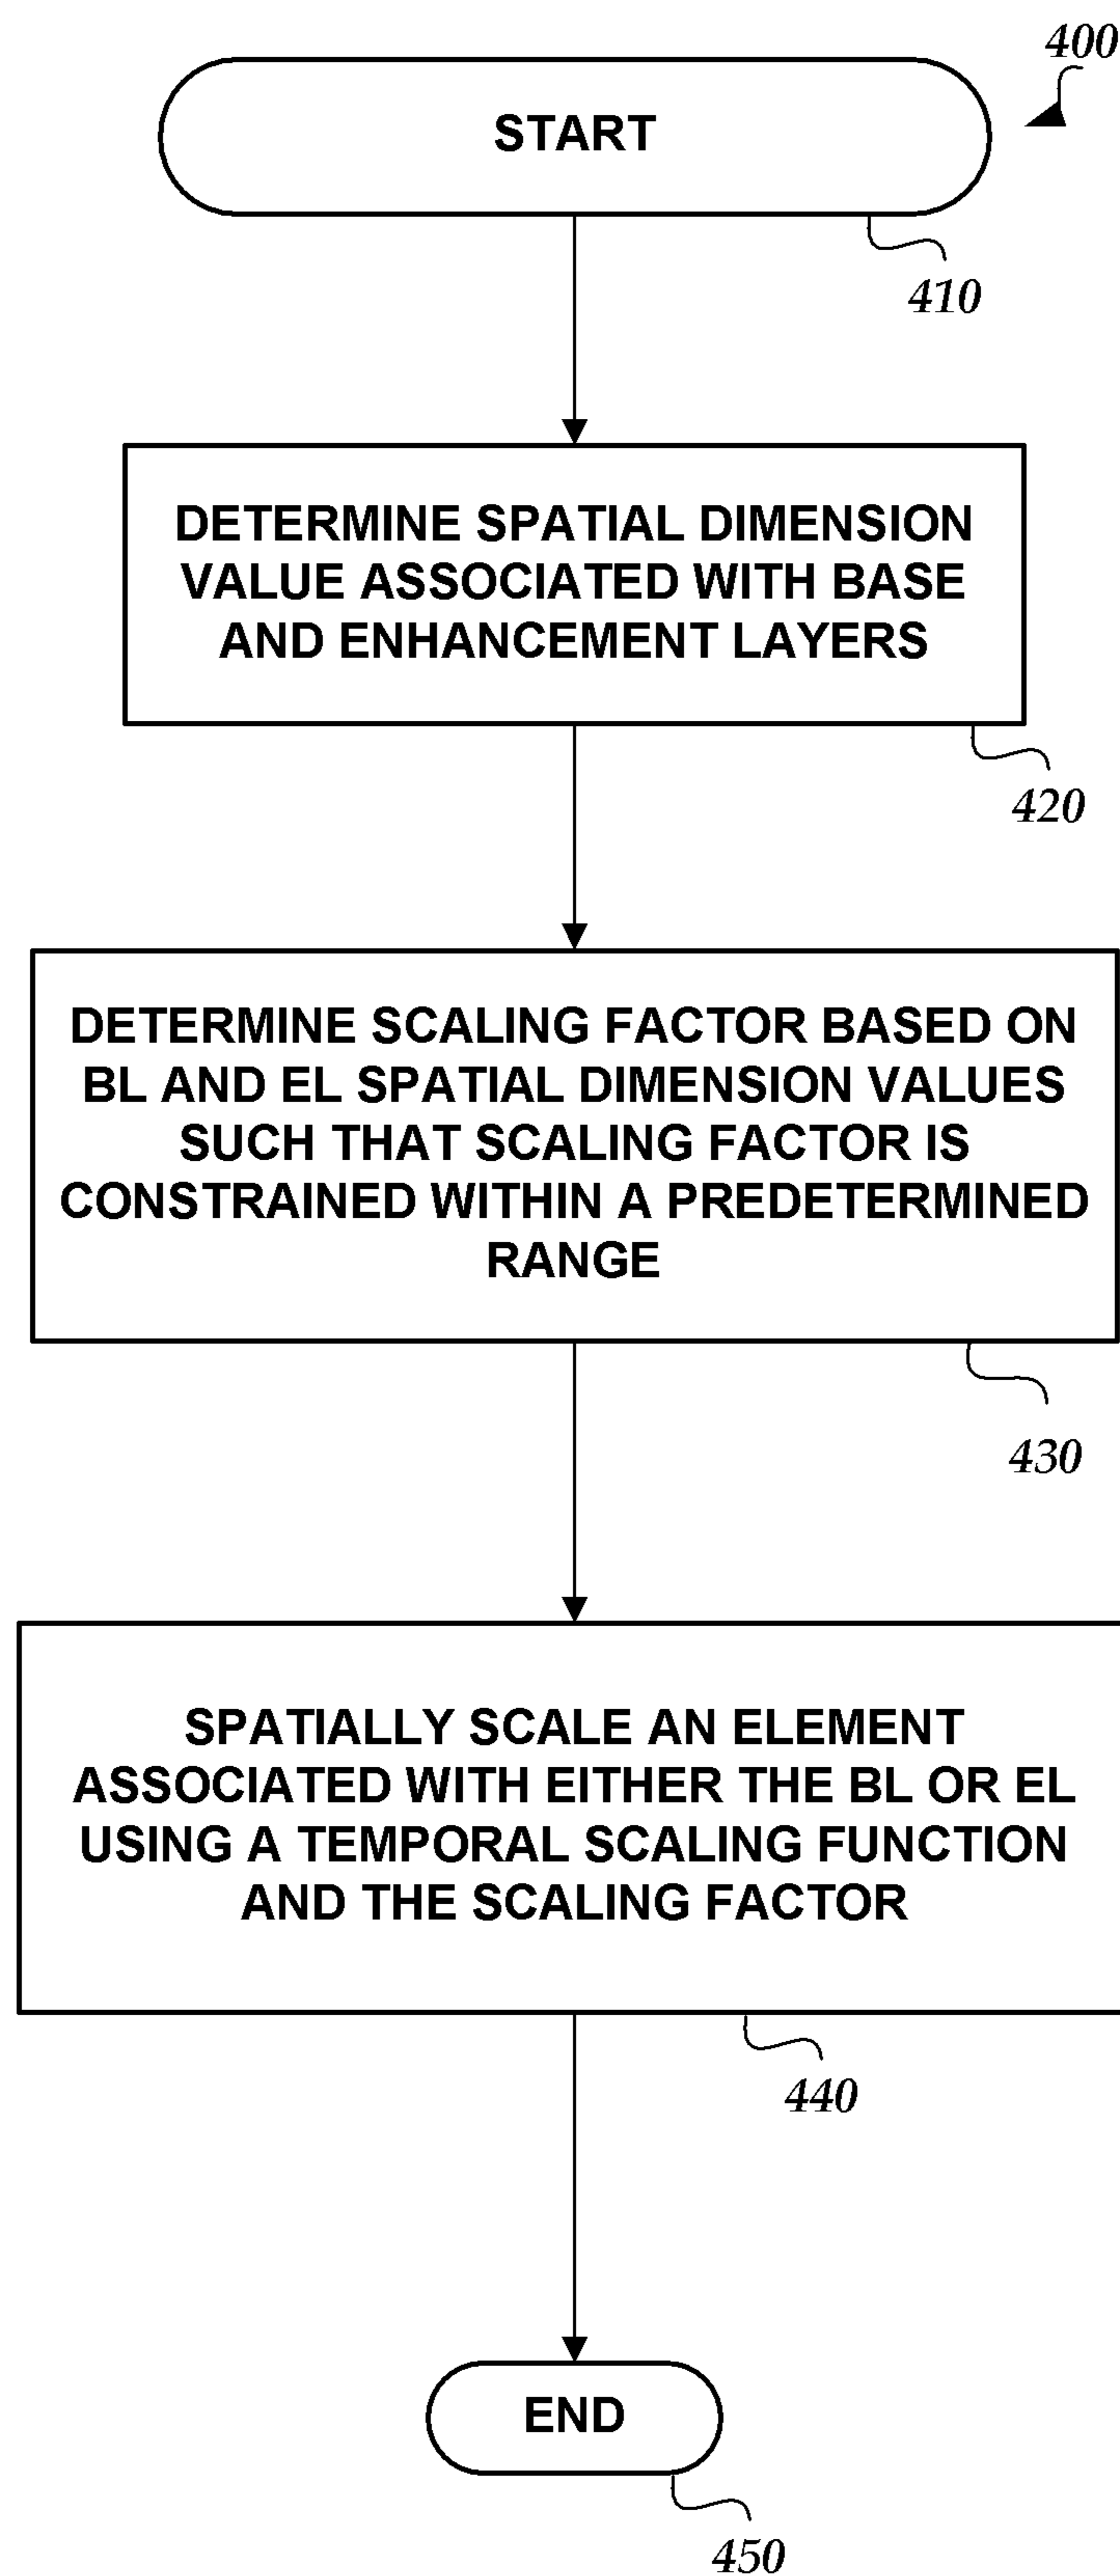 400
START
410
DETERMINE SPATIAL DIMENSION
VALUE ASSOCIATED WITH BASE
AND ENHANCEMENT LAYERS
420
DETERMINE SCALING FACTOR BASED ON
BL AND EL SPATIAL DIMENSION VALUES
SUCH THAT SCALING FACTOR IS
CONSTRAINED WITHIN A PREDETERMINED
RANGE
430
SPATIALLY SCALE AN ELEMENT
ASSOCIATED WITH EITHER THE BL OR EL
USING A TEMPORAL SCALING FUNCTION
AND THE SCALING FACTOR
440
END
450